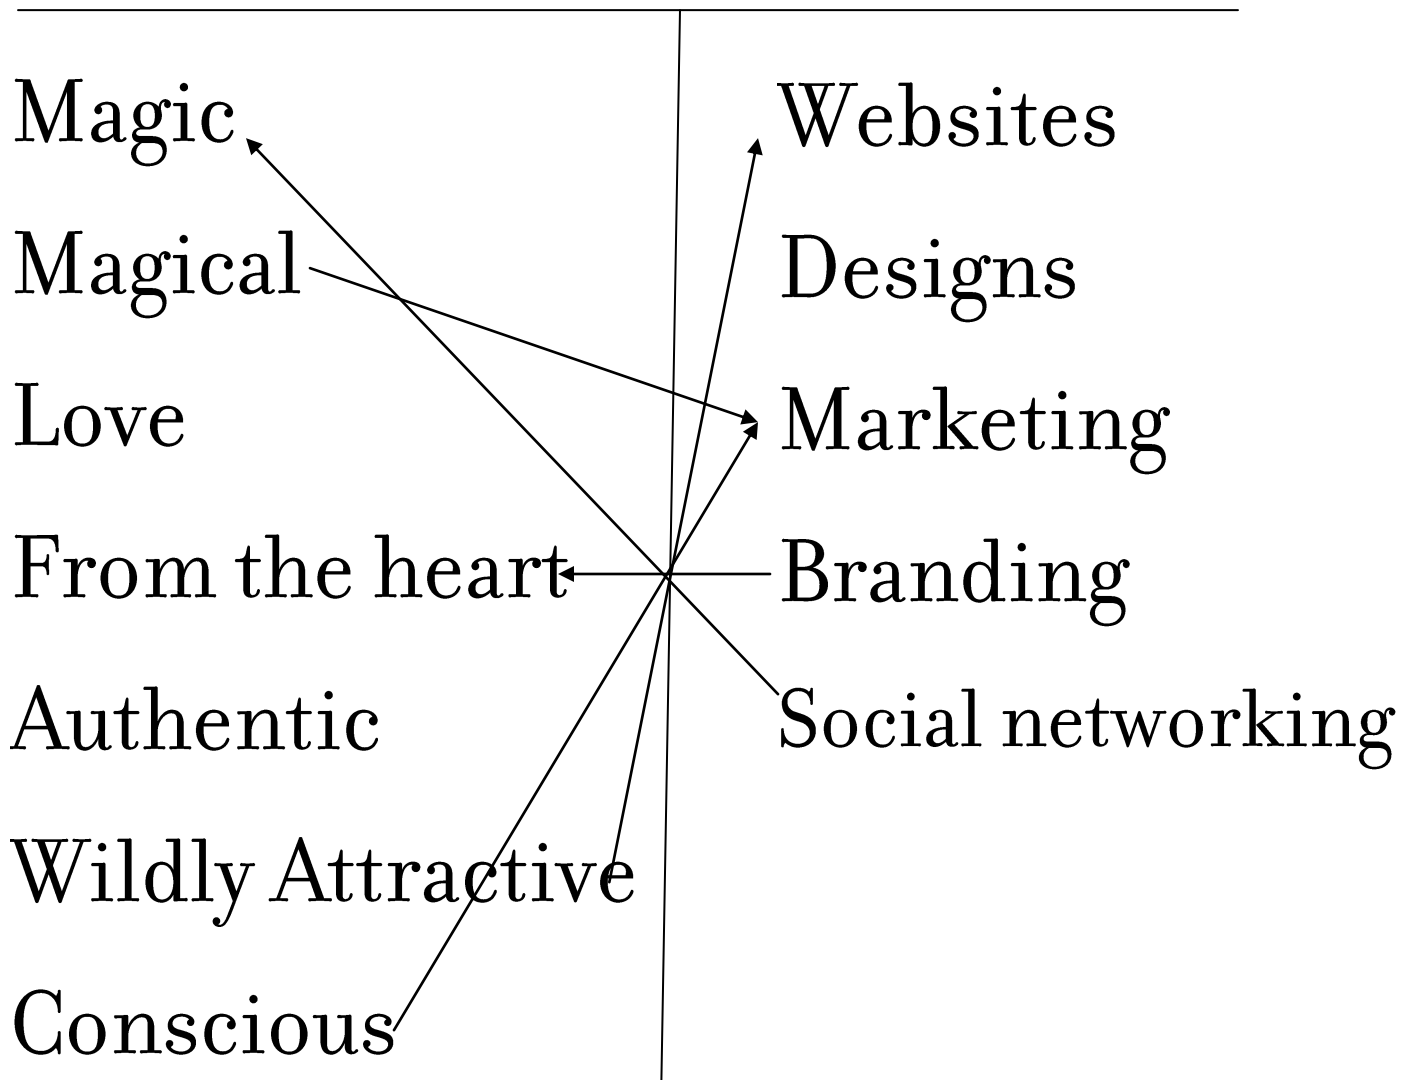 Magic
Magical
Love
From the heart
Authentic
Wildly Attractive
Conscious
Websites
Designs
Marketing
Branding
Social networking